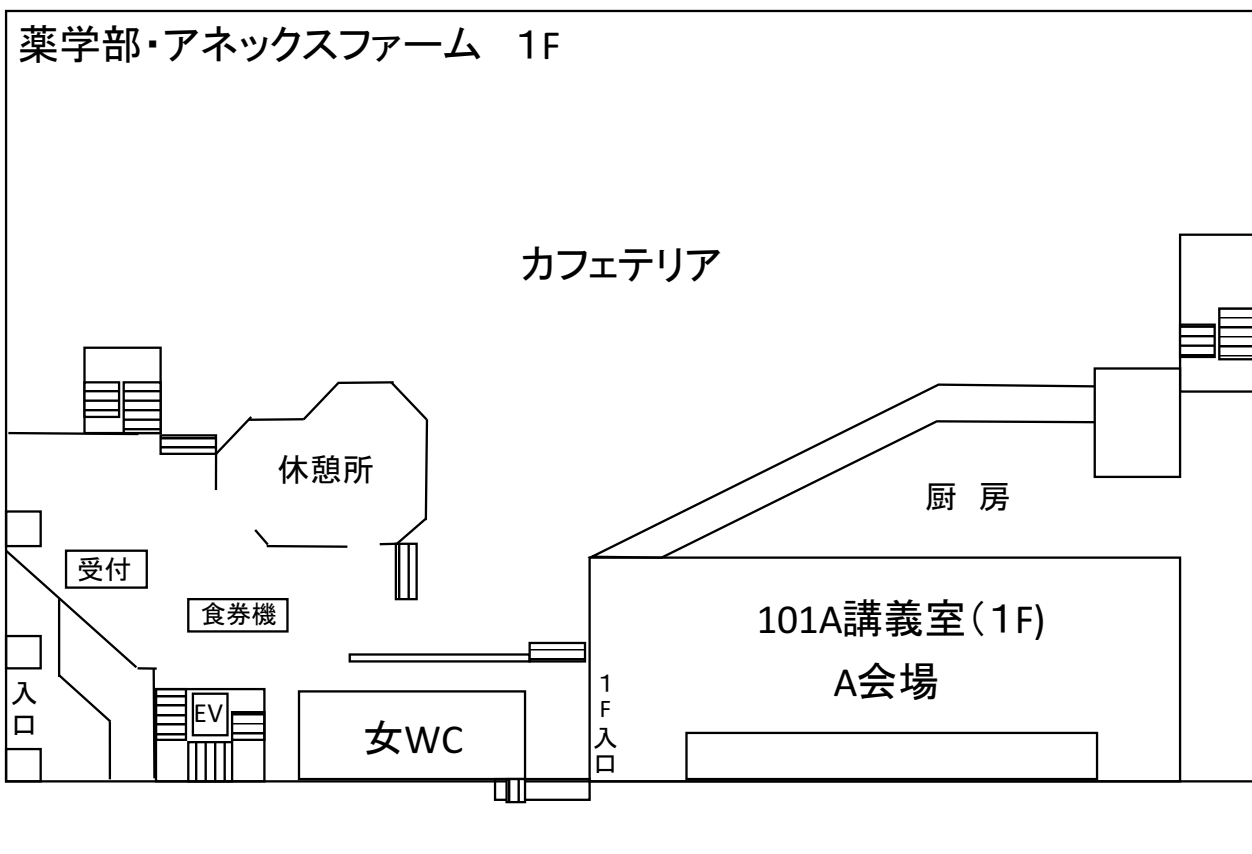 薬学部・アネックスファーム　１F
カフェテリア
休憩所
厨　房
受付
食券機
101A講義室（１F)
A会場
入口
EV
女WC
１F入口